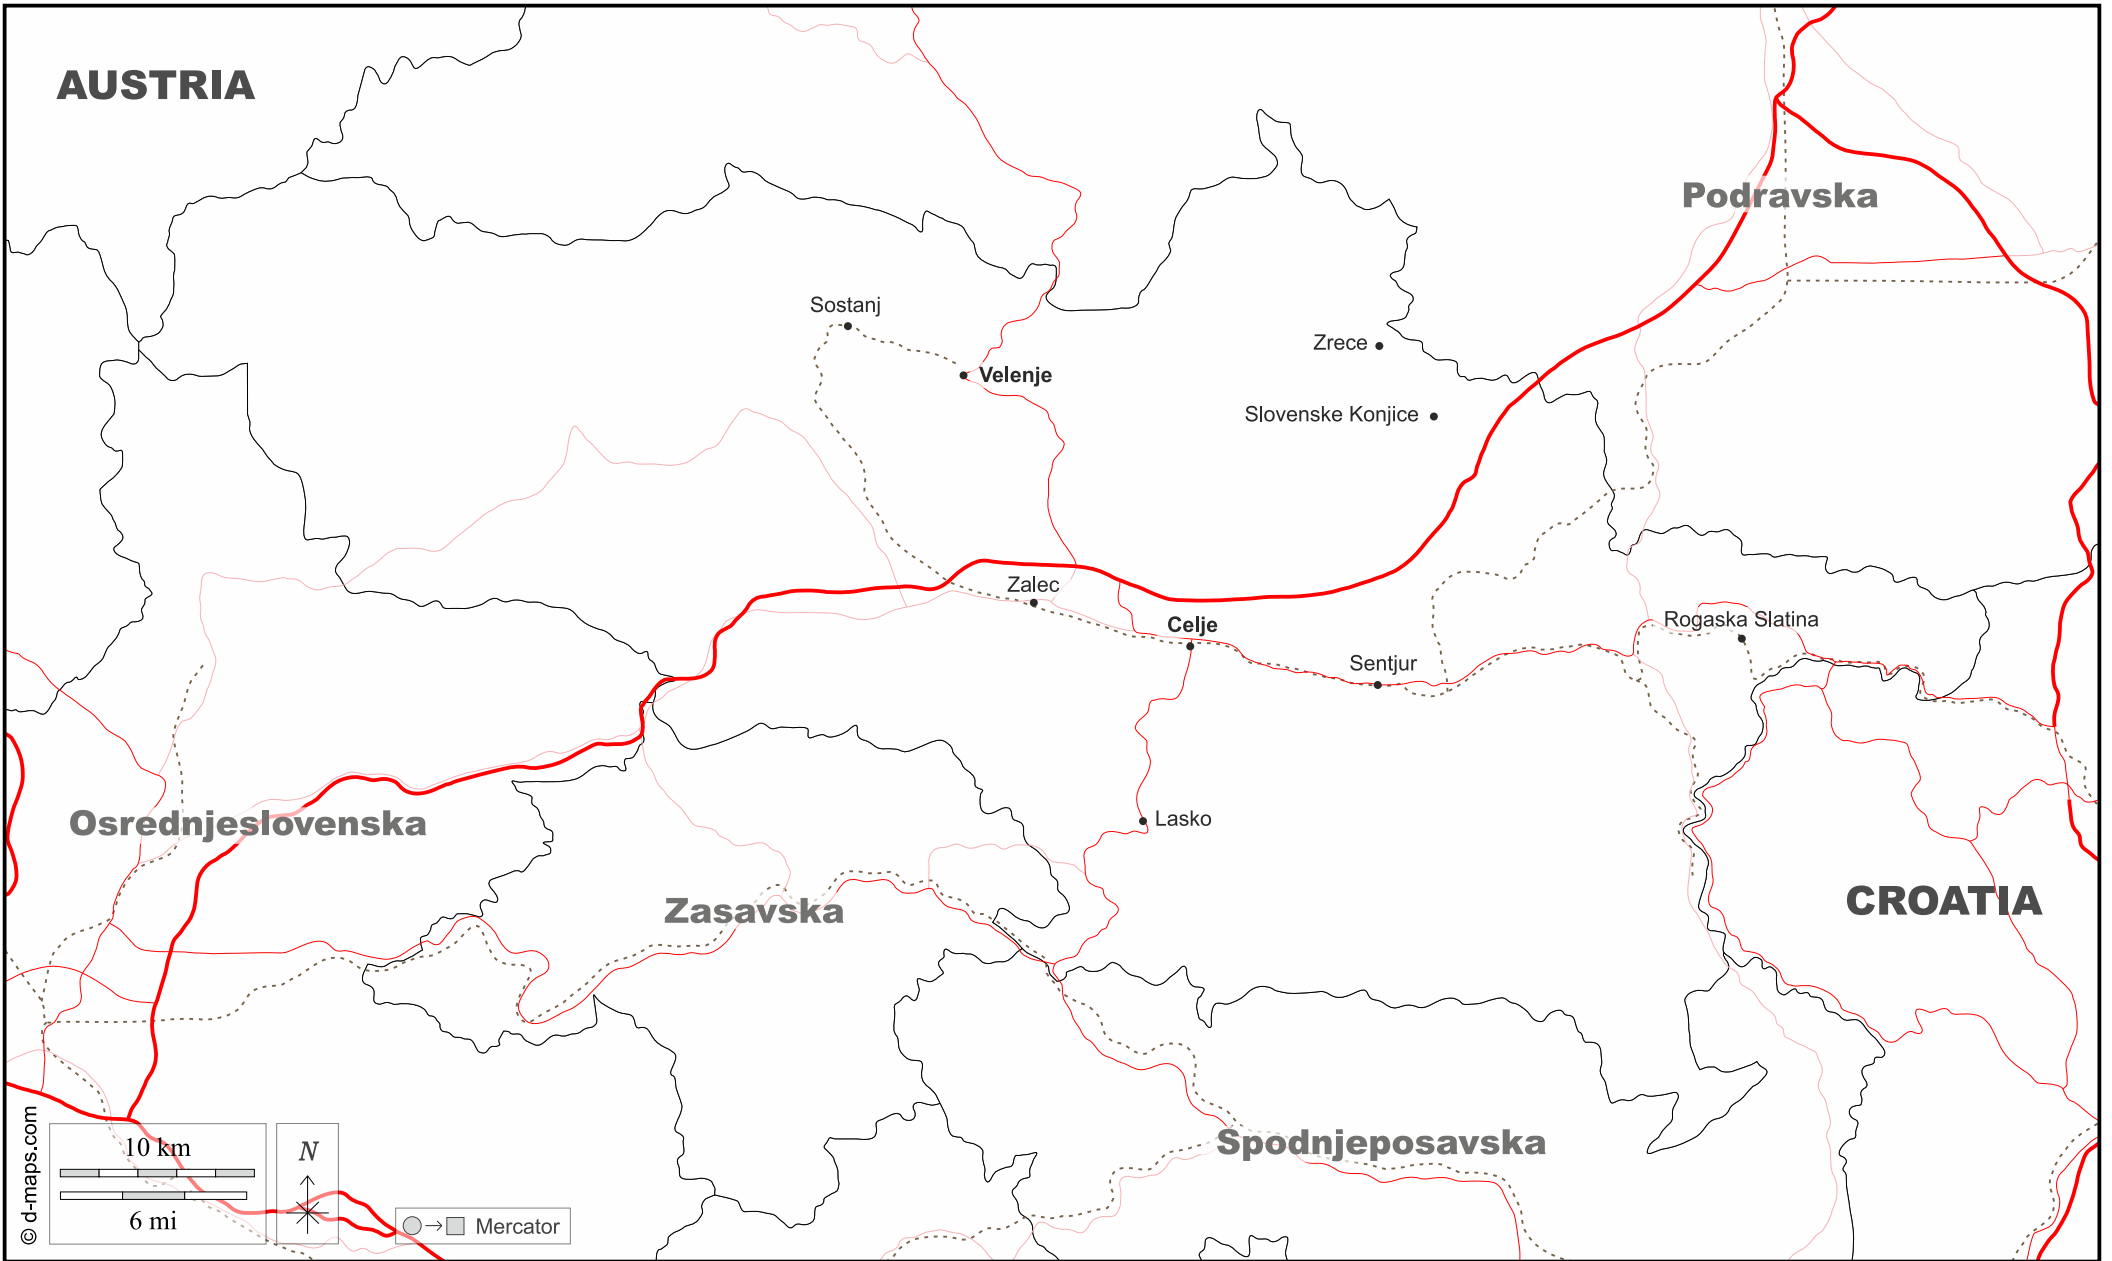 AUSTRIA
Podravska
Sostanj
Zrece
Velenje
Slovenske Konjice
Zalec
Celje
Rogaska Slatina
Sentjur
Lasko
Osrednjeslovenska
CROATIA
Zasavska
Spodnjeposavska
© d-maps.com
10 km
6 mi
N
Mercator